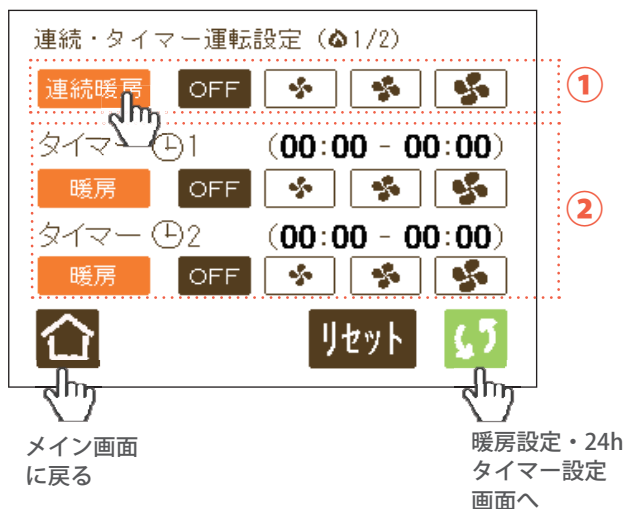 連続・タイマー運転設定 (1/2)
連続暖房 OFF ①
タイマー 1 (00:00 - 00:00)
暖房 OFF ②
タイマー 2 (00:00 - 00:00)
暖房 OFF
リセット
メイン画面
に戻る
暖房設定・24h
タイマー設定
画面へ